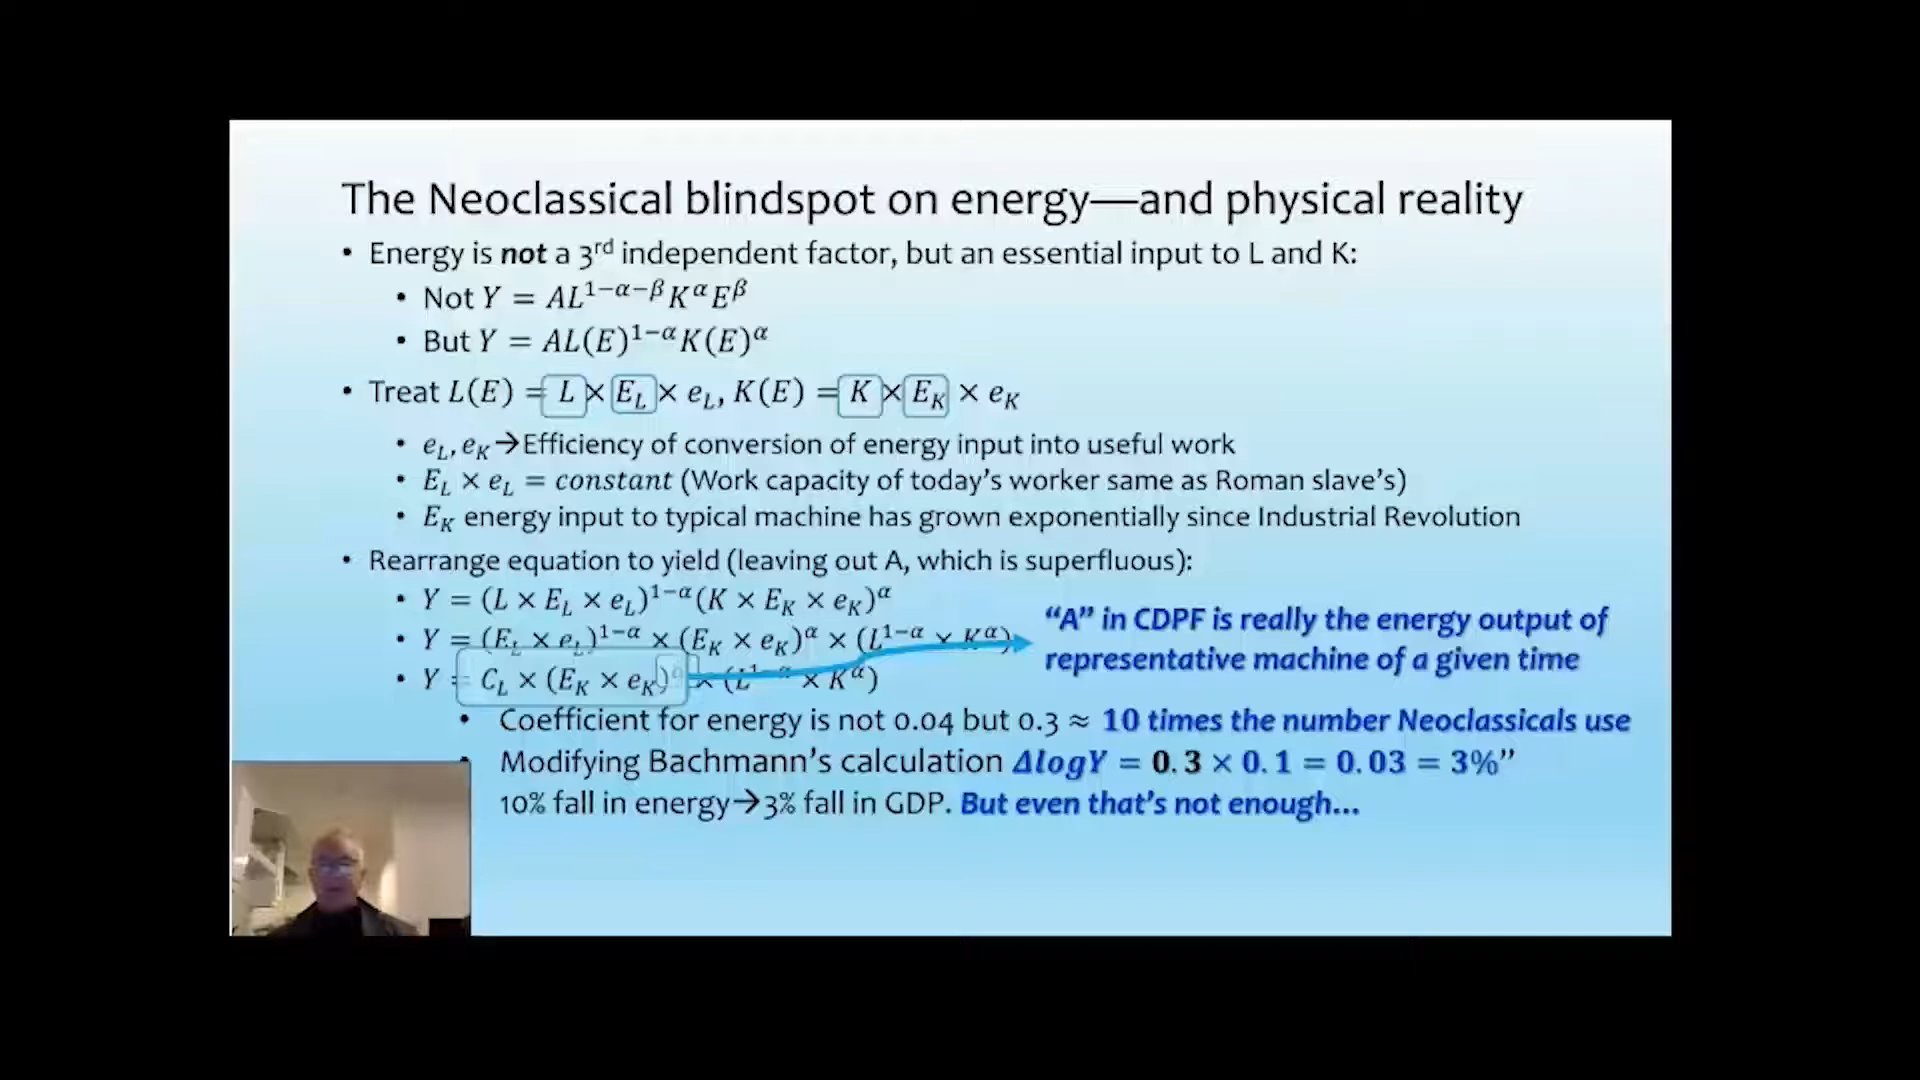 The Neoclassical blindspot on energy—and physical reality
• Energy is not a 3rd independent factor, but an essential input to L and K:
• Not Y = AL^{1−α−β}K^αE^β
• But Y = AL(E)^{1−α}K(E)^α
• Treat L(E) = L × E_L × e_L, K(E) = K × E_K × e_K
• e_L, e_K→Efficiency of conversion of energy input into useful work
• E_L × e_L = constant (Work capacity of today's worker same as Roman slave's)
• E_K energy input to typical machine has grown exponentially since Industrial Revolution
• Rearrange equation to yield (leaving out A, which is superfluous):
• Y = (L × E_L × e_L)^{1−α}(K × E_K × e_K)^α
• Y = (E_L × e_L)^{1−α} × (E_K × e_K)^α × (L^{1−α} × K^α)
• Y = C_L × (E_K × e_K)^α × (L^{1−α} × K^α)
"A" in CDPF is really the energy output of
representative machine of a given time
• Coefficient for energy is not 0.04 but 0.3 ≈ 10 times the number Neoclassicals use
• Modifying Bachmann's calculation ΔlogY = 0.3 × 0.1 = 0.03 = 3%"
10% fall in energy→3% fall in GDP. But even that's not enough...